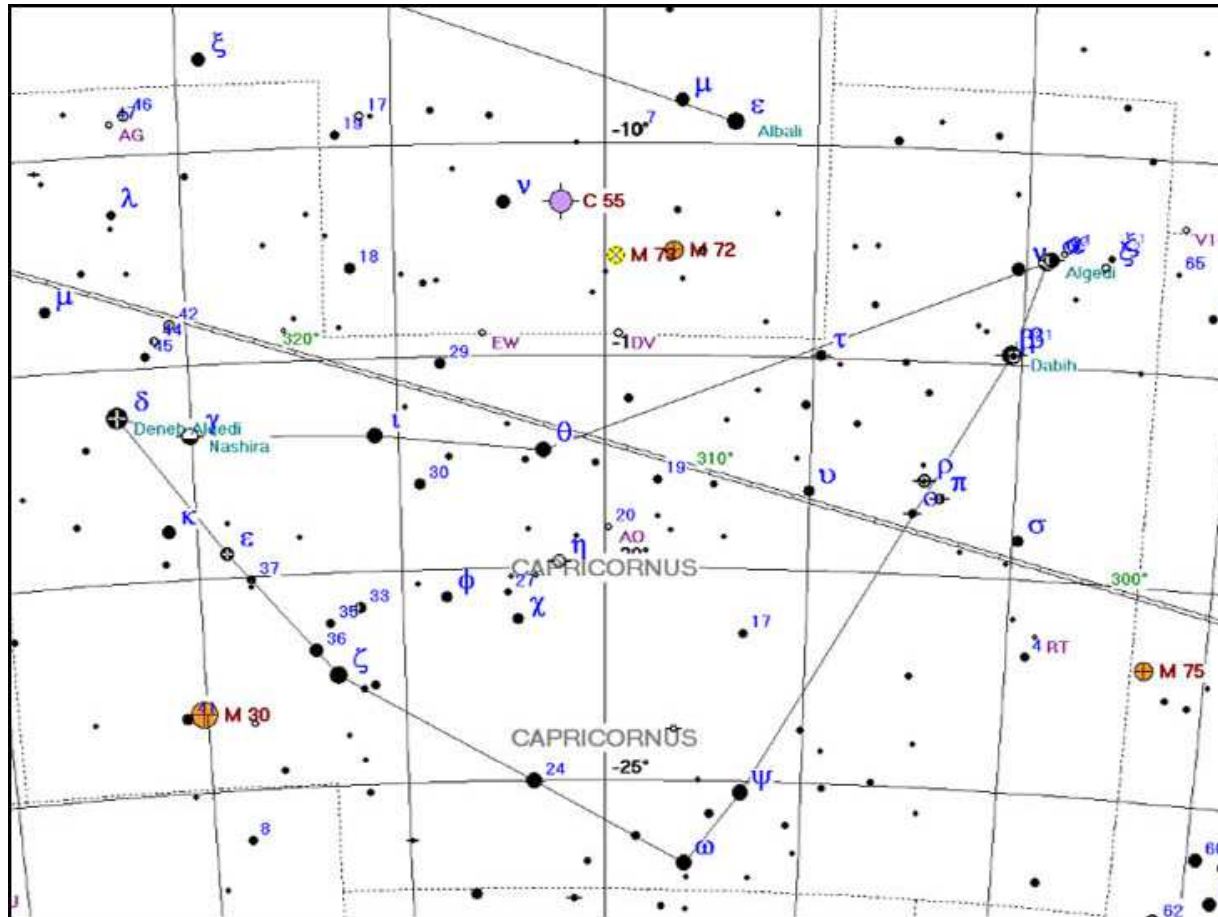 ξ
46
17
17
19
AG
μ
ε
7
-10°
Albali
λ
ν
C 55
18
M 73
M 72
ν
Algedi
ξ
65
μ
42
44
45
320°
EW
DV
29
τ
β
Dabih
δ
Deneb Algedi
γ
Nashira
ι
θ
30
19
310°
υ
ρ
π
ο
κ
ε
37
20
AO
η
CAPRICORNUS
σ
300°
33
35
φ
27
χ
17
36
ζ
4
RT
M 75
41
M 30
CAPRICORNUS
24
-25°
ψ
8
ω
62